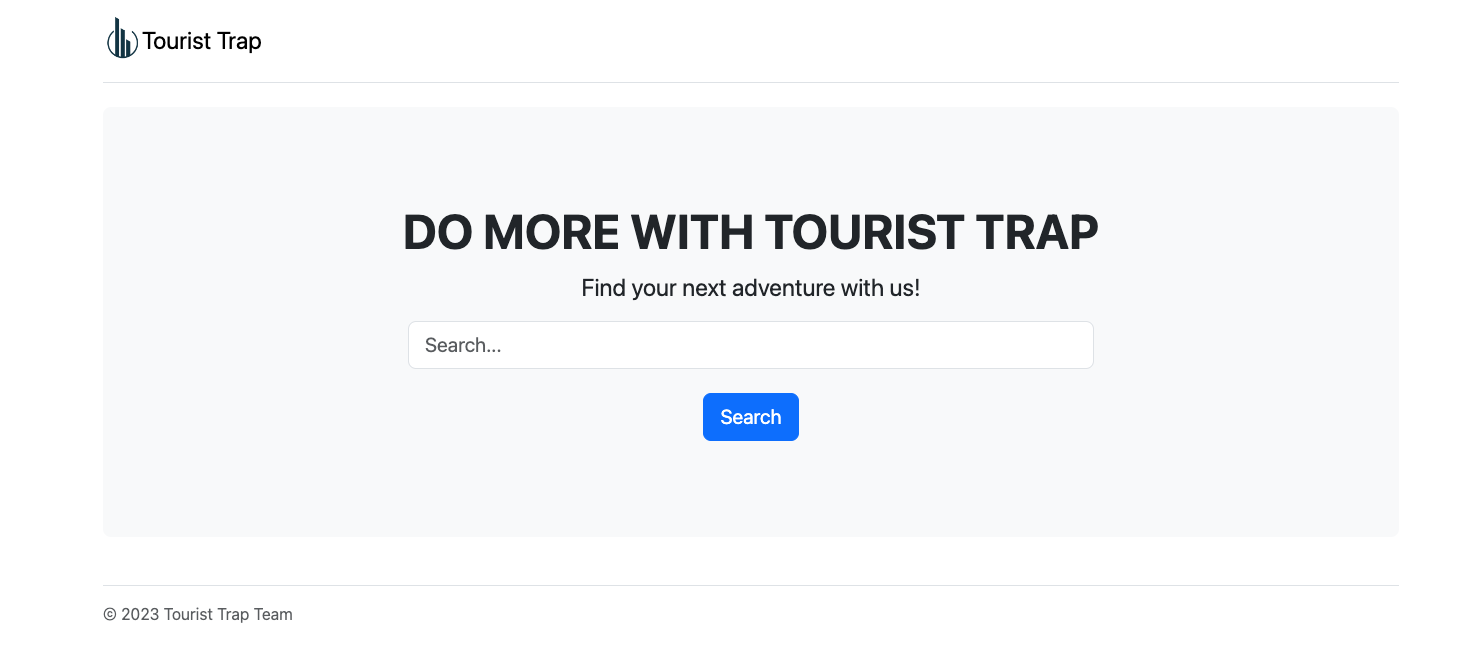 Tourist Trap
DO MORE WITH TOURIST TRAP
Find your next adventure with us!
Search...
Search
© 2023 Tourist Trap Team